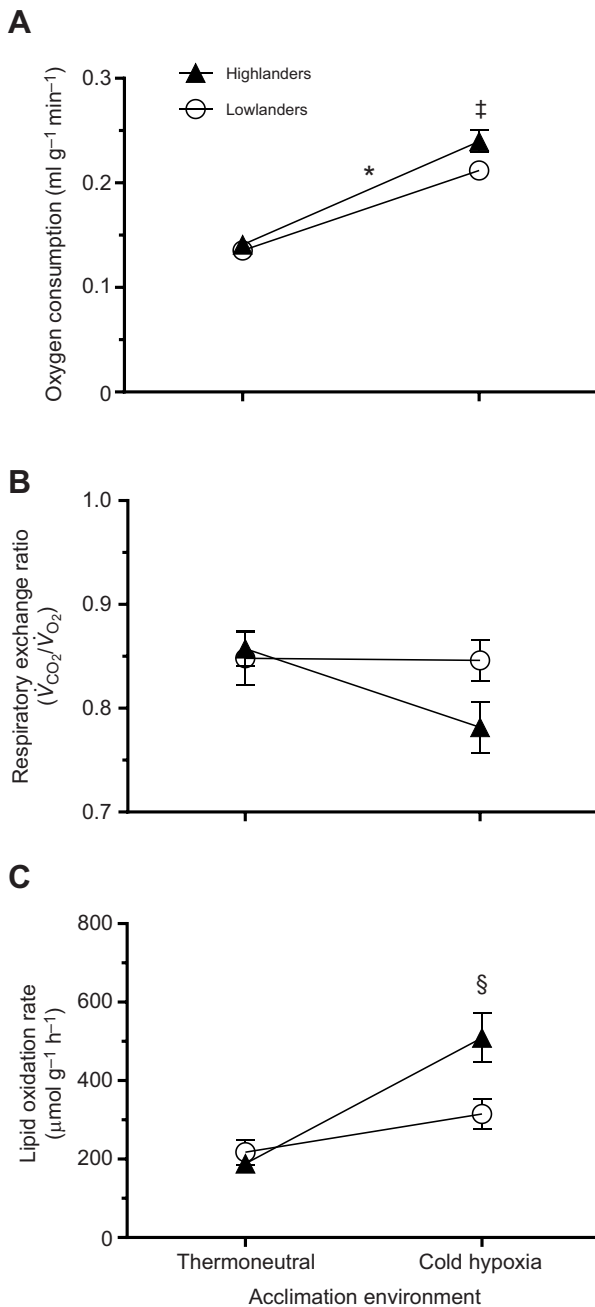 A
0.3
Highlanders
Lowlanders
‡
*
0.2
0.1
0
Oxygen consumption (ml g⁻¹ min⁻¹)
B
1.0
0.9
0.8
0.7
Respiratory exchange ratio
(V̇CO₂/V̇O₂)
C
800
§
600
400
200
0
Lipid oxidation rate
(μmol g⁻¹ h⁻¹)
Thermoneutral Cold hypoxia
Acclimation environment